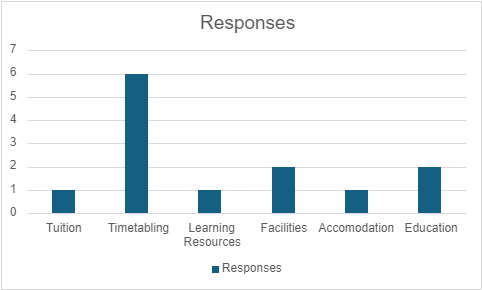 Responses
7
6
5
4
3
2
1
0
Tuition
Timetabling
Learning
Resources
Facilities
Accomodation
Education
Responses